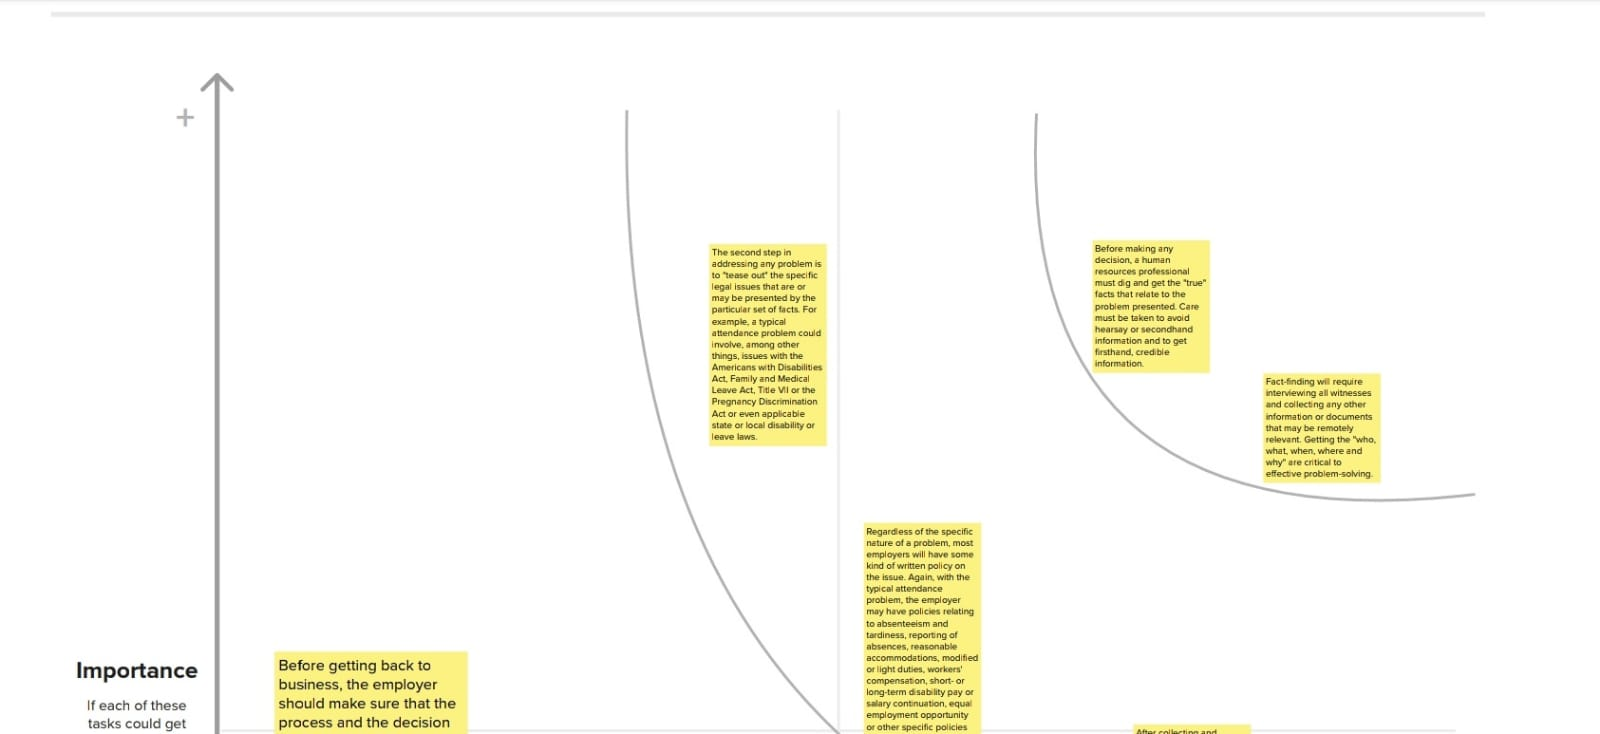 +
The second step in
addressing any problem is
to "tease out" the specific
legal issues that are or
may be presented by the
particular set of facts. For
example, a typical
attendance problem could
involve, among other
things, issues with the
Americans with Disabilities
Act, Family and Medical
Leave Act, Title VII or the
Pregnancy Discrimination
Act or even applicable
state or local disability or
leave laws.
Before making any
decision, a human
resources professional
must dig and get the "true"
facts that relate to the
problem presented. Care
must be taken to avoid
hearsay or secondhand
information and to get
firsthand, credible
information.
Fact-finding will require
interviewing all witnesses
and collecting any other
information or documents
that may be remotely
relevant. Getting the "who,
what, when, where and
why" are critical to
effective problem-solving.
Regardless of the specific
nature of a problem, most
employers will have some
kind of written policy on
the issue. Again, with the
typical attendance
problem, the employer
may have policies relating
to absenteeism and
tardiness, reporting of
absences, reasonable
accommodations, modified
or light duties, workers'
compensation, short- or
long-term disability pay or
salary continuation, equal
employment opportunity
or other specific policies
Importance
If each of these
tasks could get
Before getting back to
business, the employer
should make sure that the
process and the decision
After collecting and